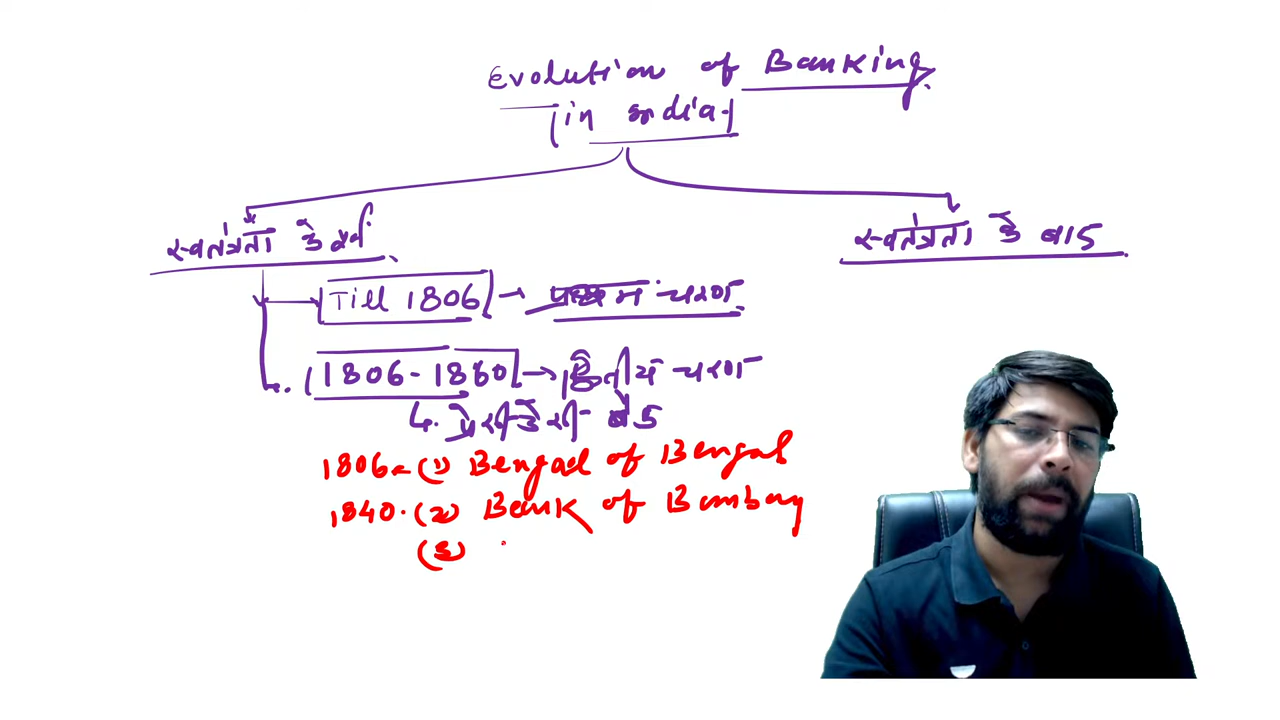 Evolution of Banking
(in India)
स्वतंत्रता के पूर्व
स्वतंत्रता के बाद
Till 1806 → प्रथम चरण
1806-1860 → द्वितीय चरण
प्रेसीडेंसी बैंक
1806 - (1) Bengal of Bengal
1840. (2) Bank of Bombay
(3)